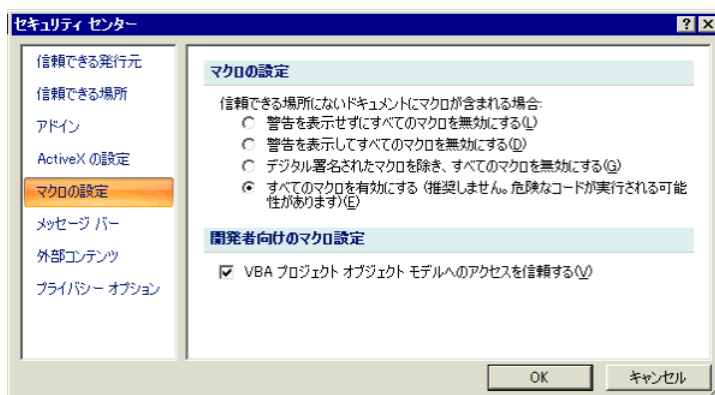 セキュリティ センター
信頼できる発行元
信頼できる場所
アドイン
ActiveX の設定
マクロの設定
メッセージ バー
外部コンテンツ
プライバシー オプション
マクロの設定
信頼できる場所にないドキュメントにマクロが含まれる場合:
警告を表示せずにすべてのマクロを無効にする(L)
警告を表示してすべてのマクロを無効にする(D)
デジタル署名されたマクロを除き、すべてのマクロを無効にする(G)
すべてのマクロを有効にする (推奨しません。危険なコードが実行される可能
性があります)(E)
開発者向けのマクロ設定
VBA プロジェクト オブジェクト モデルへのアクセスを信頼する(V)
OK
キャンセル